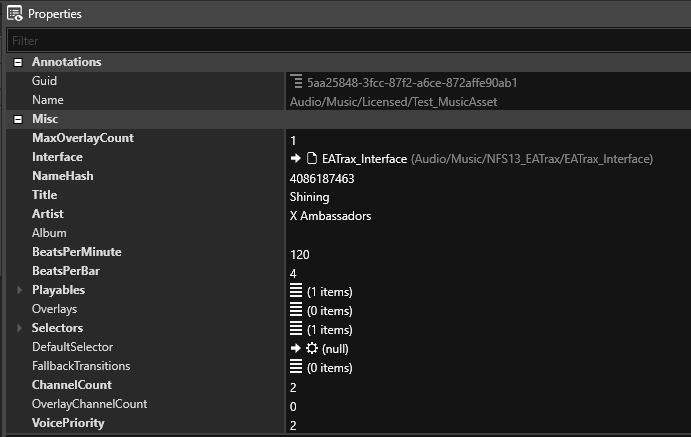 Properties
Filter
Annotations
Guid 5aa25848-3fcc-87f2-a6ce-872affe90ab1
Name Audio/Music/Licensed/Test_MusicAsset
Misc
MaxOverlayCount 1
Interface EATrax_Interface (Audio/Music/NFS13_EATrax/EATrax_Interface)
NameHash 4086187463
Title Shining
Artist X Ambassadors
Album
BeatsPerMinute 120
BeatsPerBar 4
Playables (1 items)
Overlays (0 items)
Selectors (1 items)
DefaultSelector (null)
FallbackTransitions (0 items)
ChannelCount 2
OverlayChannelCount 0
VoicePriority 2